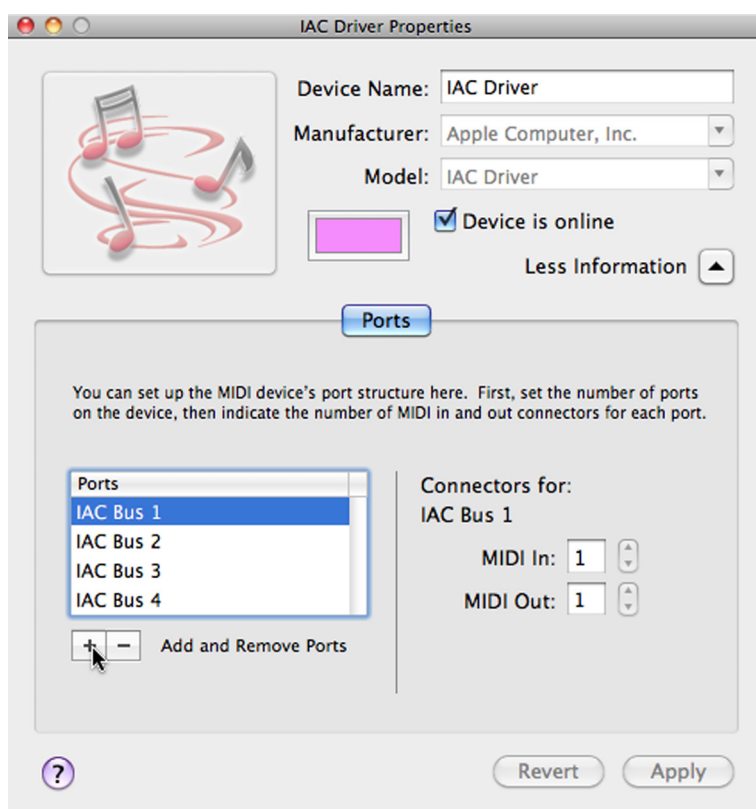 IAC Driver Properties
Device Name: IAC Driver
Manufacturer: Apple Computer, Inc.
Model: IAC Driver
Device is online
Less Information
Ports
You can set up the MIDI device's port structure here. First, set the number of ports
on the device, then indicate the number of MIDI in and out connectors for each port.
Ports
IAC Bus 1
IAC Bus 2
IAC Bus 3
IAC Bus 4
+ − Add and Remove Ports
Connectors for:
IAC Bus 1
MIDI In: 1
MIDI Out: 1
? Revert Apply